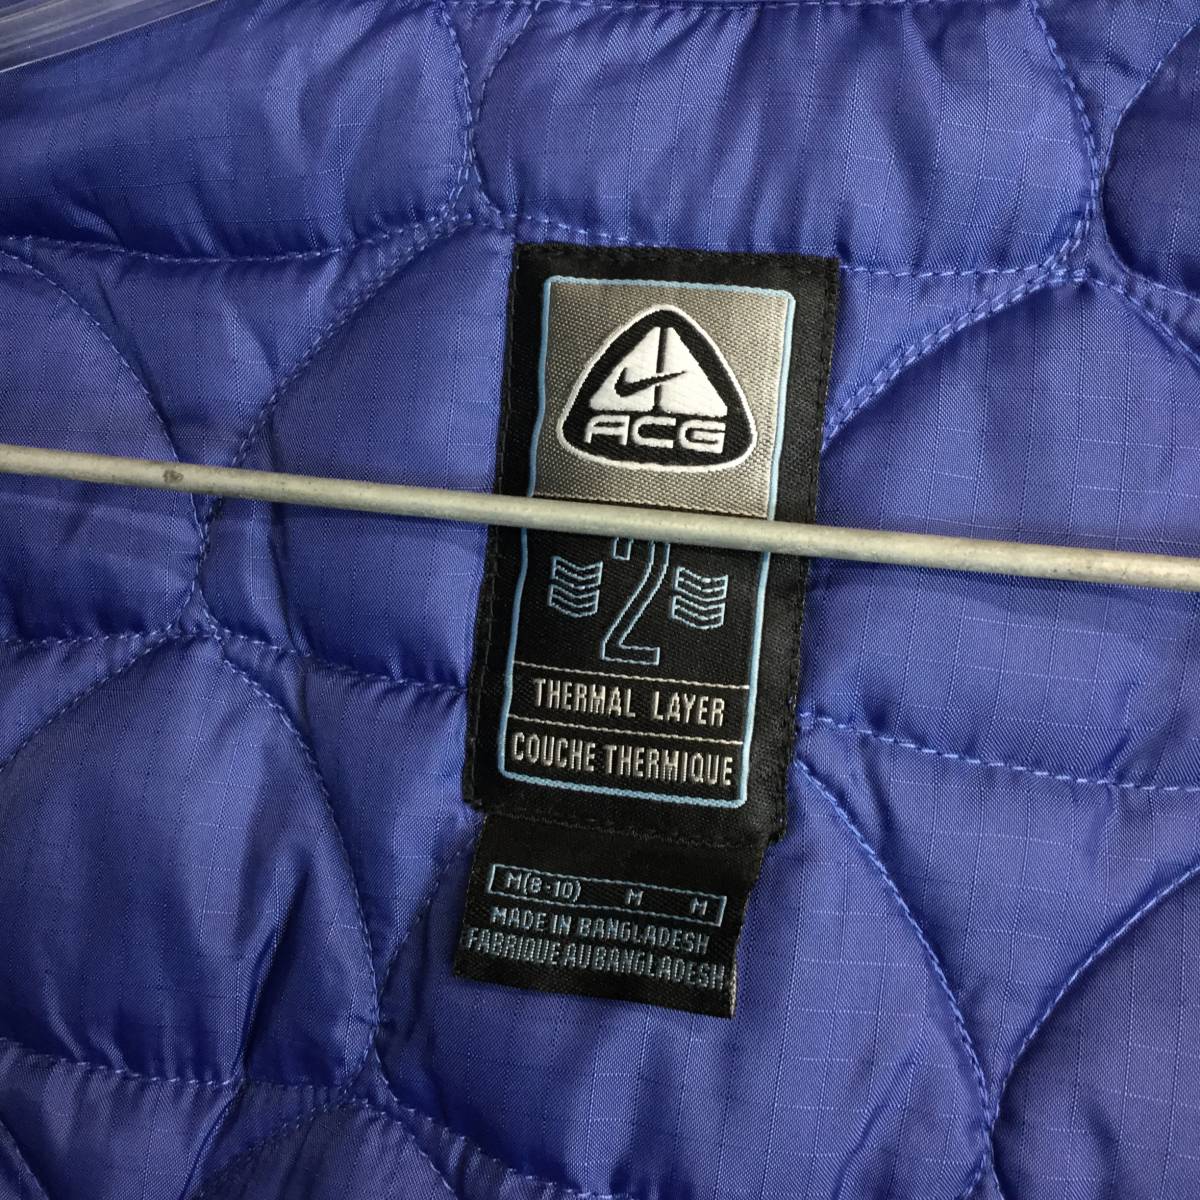 ACG
2
THERMAL LAYER
COUCHE THERMIQUE
M(8-10) M M
MADE IN BANGLADESH
FABRIQUE AU BANGLADESH